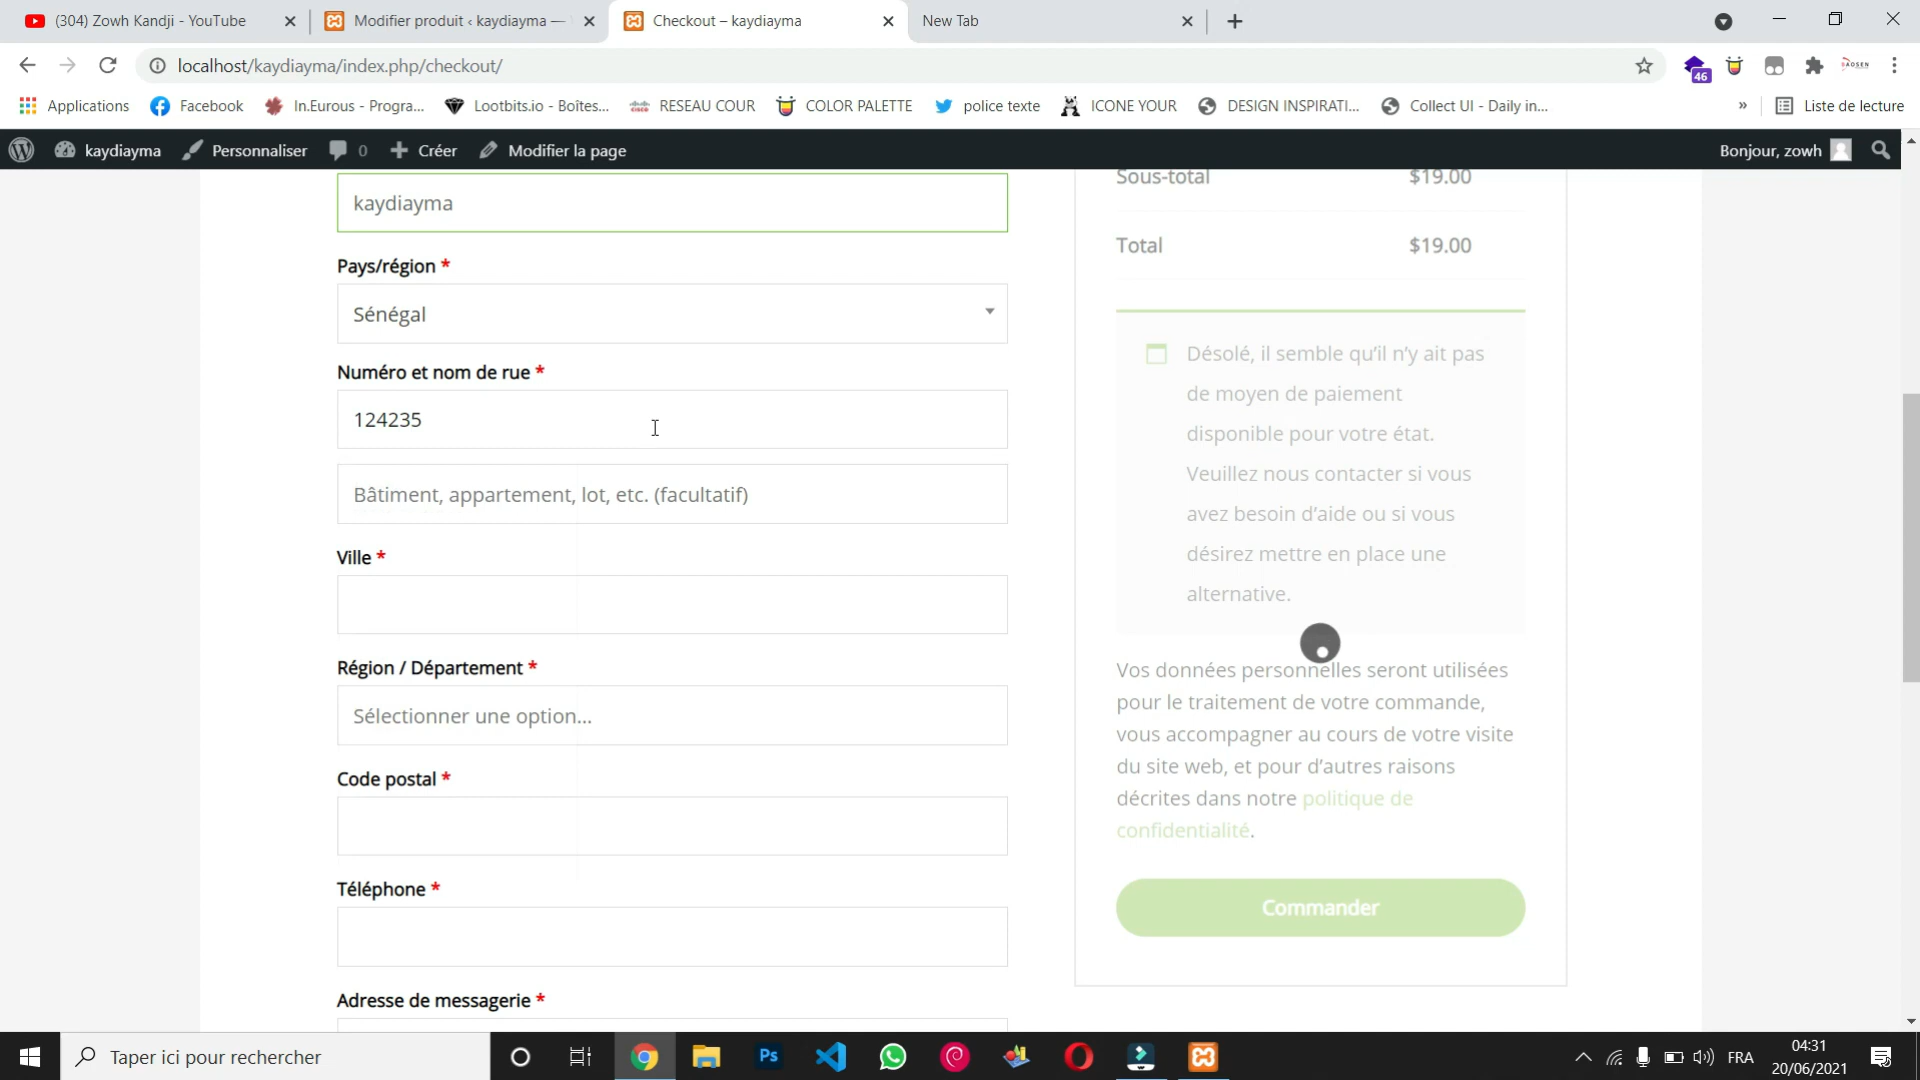 (304) Zowh Kandji - YouTube
Modifier produit ‹ kaydiayma —
Checkout – kaydiayma
New Tab
localhost/kaydiayma/index.php/checkout/
46
Applications
Facebook
In.Eurous - Progra...
Lootbits.io - Boîtes...
RESEAU COUR
COLOR PALETTE
police texte
ICONE YOUR
DESIGN INSPIRATI...
Collect UI - Daily in...
»
Liste de lecture
kaydiayma
Personnaliser
0
Créer
Modifier la page
Bonjour, zowh
kaydiayma
Pays/région *
Sénégal
Numéro et nom de rue *
124235
Bâtiment, appartement, lot, etc. (facultatif)
Ville *
Région / Département *
Sélectionner une option...
Code postal *
Téléphone *
Adresse de messagerie *
Sous-total $19.00
Total $19.00
Désolé, il semble qu'il n'y ait pas
de moyen de paiement
disponible pour votre état.
Veuillez nous contacter si vous
avez besoin d'aide ou si vous
désirez mettre en place une
alternative.
Vos données personnelles seront utilisées
pour le traitement de votre commande,
vous accompagner au cours de votre visite
du site web, et pour d'autres raisons
décrites dans notre politique de
confidentialité.
Commander
Taper ici pour rechercher
Ps
FRA
04:31
20/06/2021